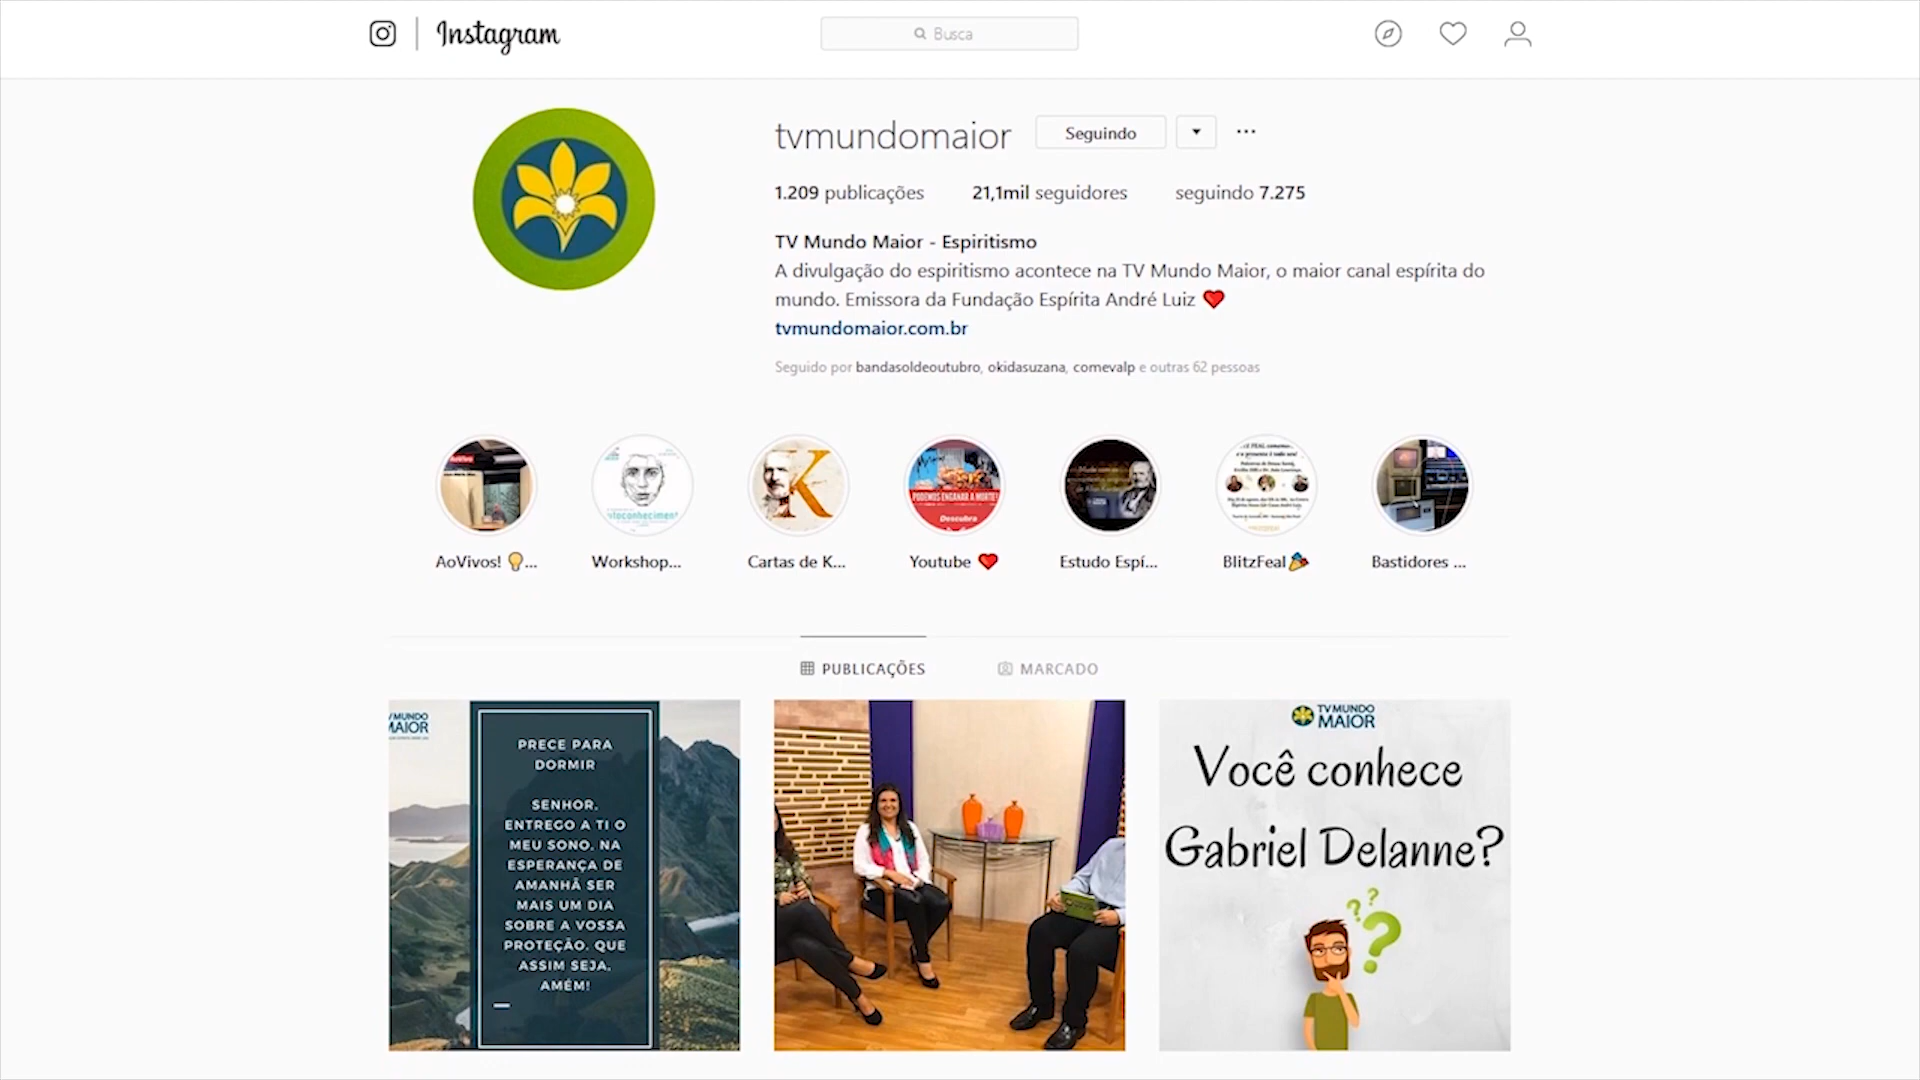 Instagram
Busca
tvmundomaior
Seguindo
1.209 publicações 21,1mil seguidores seguindo 7.275
TV Mundo Maior - Espiritismo
A divulgação do espiritismo acontece na TV Mundo Maior, o maior canal espírita do
mundo. Emissora da Fundação Espírita André Luiz ❤
tvmundomaior.com.br
Seguido por bandasoldeoutubro, okidasuzana, comevalp e outras 62 pessoas
PODEMOS ENGANAR A MORTE?
Descubra
AoVivos! 💡...
Workshop...
Cartas de K...
Youtube ❤
Estudo Espí...
BlitzFeal🎉
Bastidores ...
PUBLICAÇÕES
MARCADO
PRECE PARA
DORMIR
SENHOR,
ENTREGO A TI O
MEU SONO, NA
ESPERANÇA DE
AMANHÃ SER
MAIS UM DIA
SOBRE A VOSSA
PROTEÇÃO. QUE
ASSIM SEJA,
AMÉM!
TV MUNDO
MAIOR
Você conhece
Gabriel Delanne?